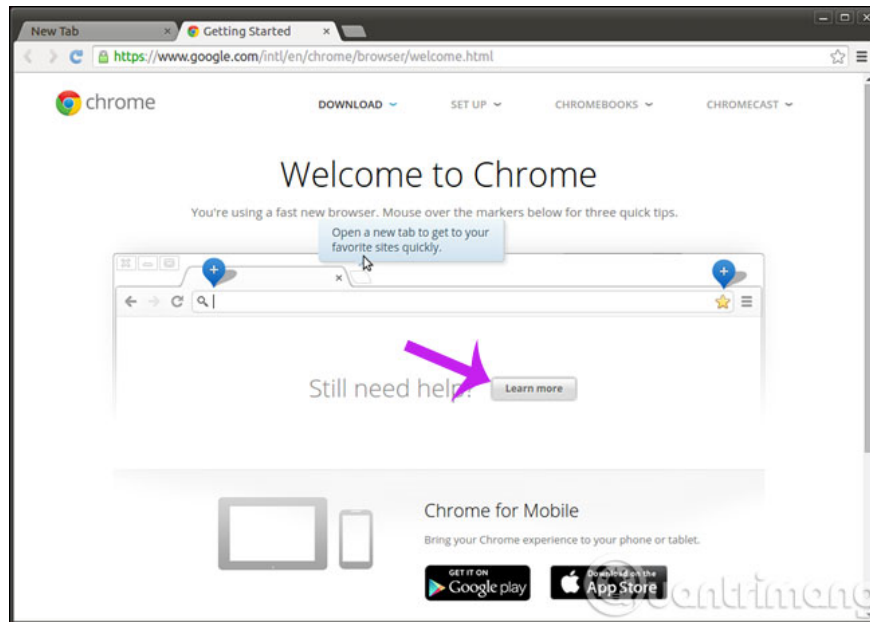 New Tab
Getting Started
https://www.google.com/intl/en/chrome/browser/welcome.html
chrome
DOWNLOAD
SET UP
CHROMEBOOKS
CHROMECAST
Welcome to Chrome
You're using a fast new browser. Mouse over the markers below for three quick tips.
Open a new tab to get to your
favorite sites quickly.
Still need help?
Learn more
Chrome for Mobile
Bring your Chrome experience to your phone or tablet.
GET IT ON
Google play
Download on the
App Store
@uantrimang